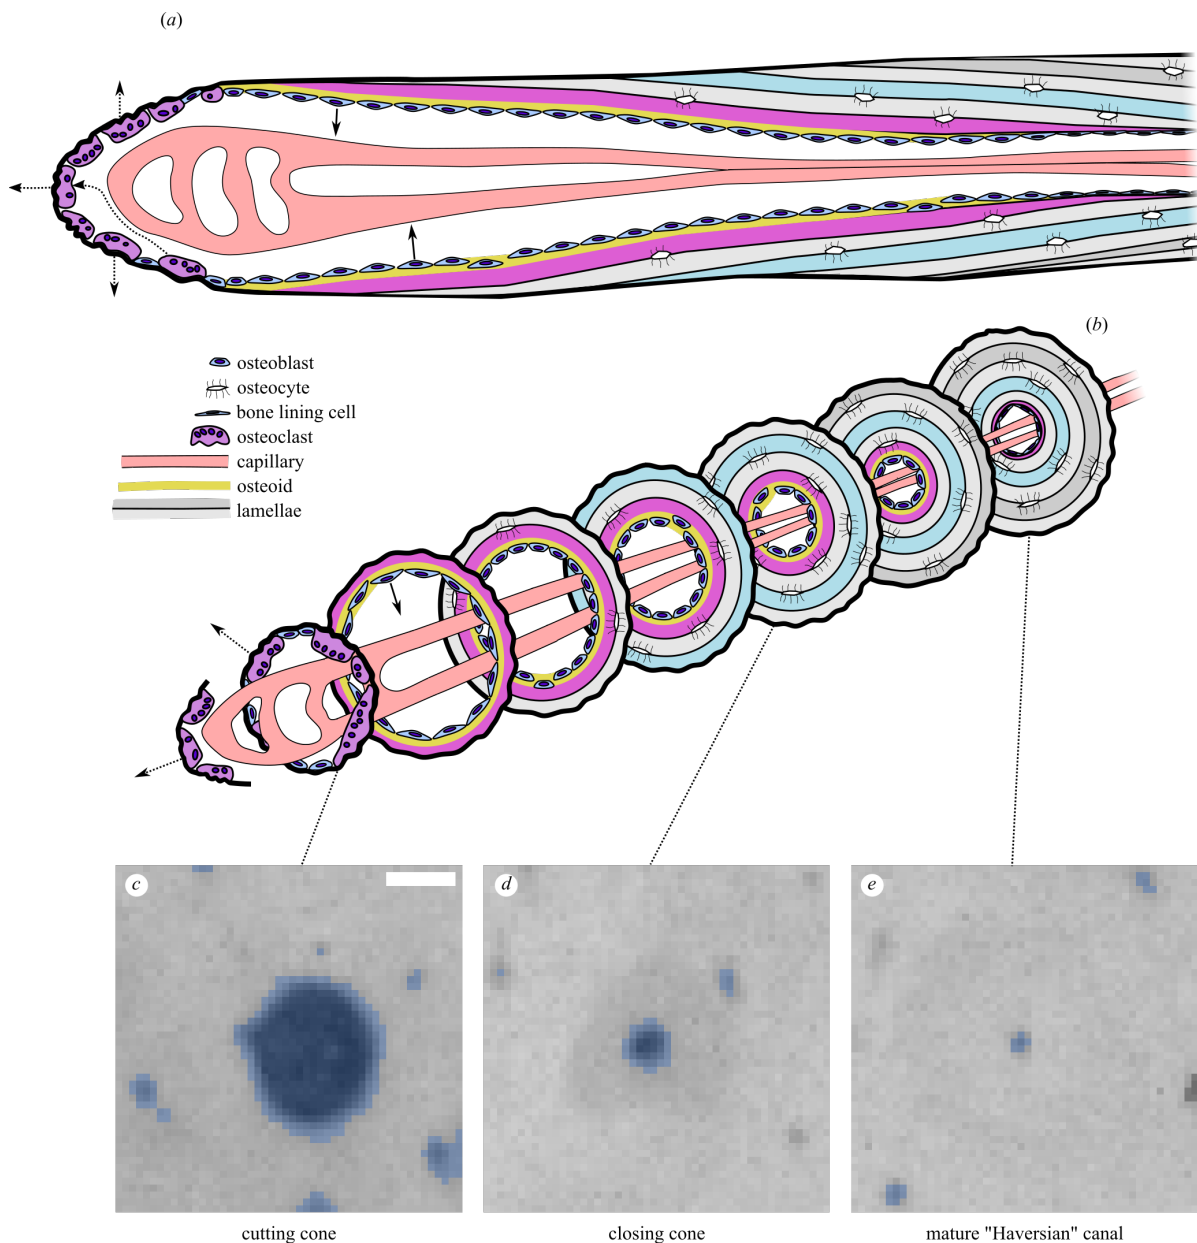 (a)
(b)
osteoblast
osteocyte
bone lining cell
osteoclast
capillary
osteoid
lamellae
c
d
e
cutting cone
closing cone
mature "Haversian" canal